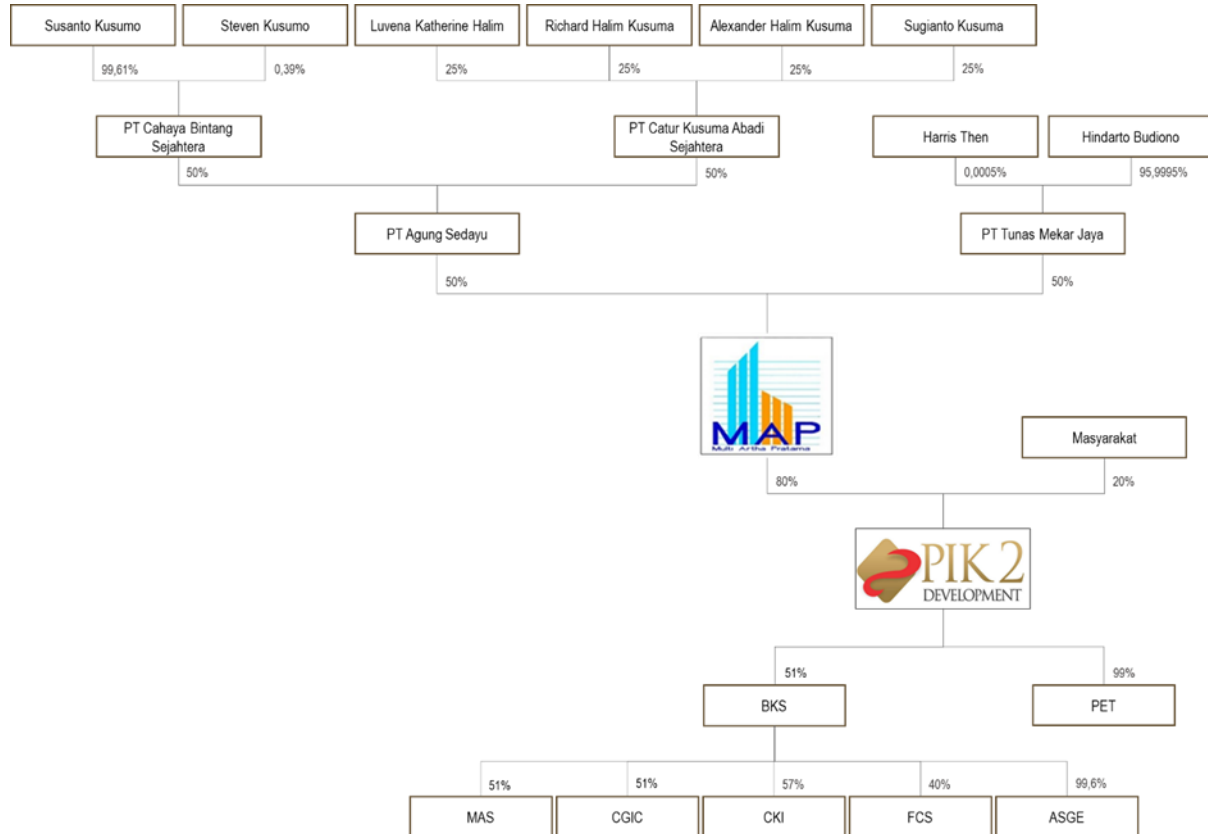 Susanto Kusumo
Steven Kusumo
Luvena Katherine Halim
Richard Halim Kusuma
Alexander Halim Kusuma
Sugianto Kusuma
99,61%
0,39%
25%
25%
25%
25%
PT Cahaya Bintang
Sejahtera
PT Catur Kusuma Abadi
Sejahtera
Harris Then
Hindarto Budiono
50%
50%
0,0005%
95,9995%
PT Agung Sedayu
PT Tunas Mekar Jaya
50%
50%
MAP
Multi Artha Pratama
Masyarakat
80%
20%
PIK 2
DEVELOPMENT
51%
99%
BKS
PET
51%
51%
57%
40%
99,6%
MAS
CGIC
CKI
FCS
ASGE